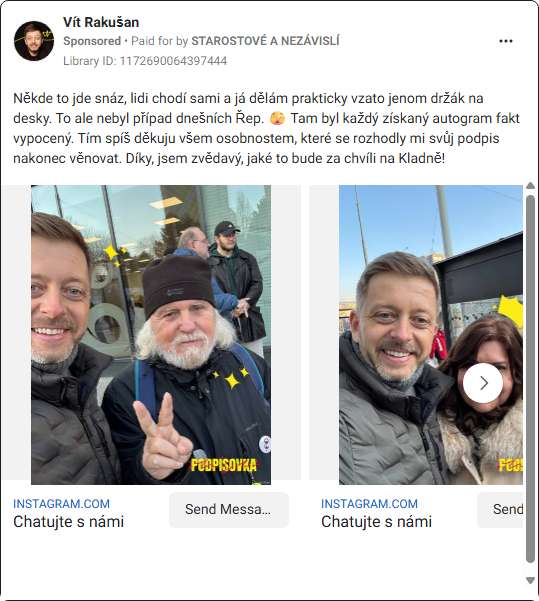 Vít Rakušan
Sponsored • Paid for by STAROSTOVÉ A NEZÁVISLÍ
Library ID: 1172690064397444
Někde to jde snáz, lidi chodí sami a já dělám prakticky vzato jenom držák na
desky. To ale nebyl případ dnešních Řep. 🫣 Tam byl každý získaný autogram fakt
vypocený. Tím spíš děkuju všem osobnostem, které se rozhodly mi svůj podpis
nakonec věnovat. Díky, jsem zvědavý, jaké to bude za chvíli na Kladně!
PODPISOVKA
PODPISOVKA
INSTAGRAM.COM
Chatujte s námi
Send Messa...
INSTAGRAM.COM
Chatujte s námi
Send